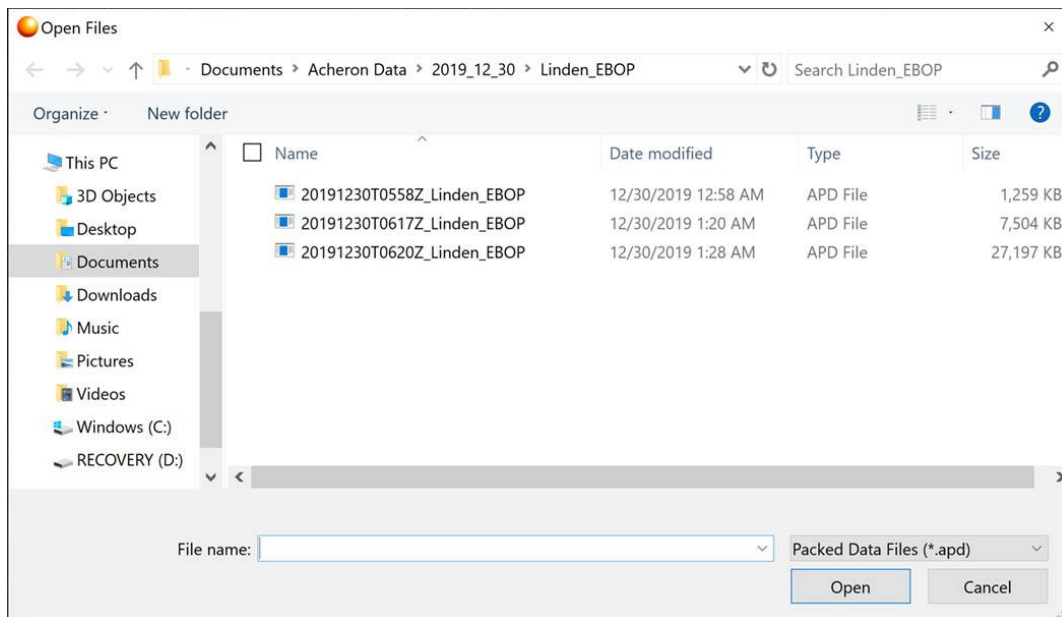 Open Files
Documents > Acheron Data > 2019_12_30 > Linden_EBOP
Search Linden_EBOP
Organize
New folder
Name Date modified Type Size
This PC
3D Objects
Desktop
Documents
Downloads
Music
Pictures
Videos
Windows (C:)
RECOVERY (D:)
20191230T0558Z_Linden_EBOP 12/30/2019 12:58 AM APD File 1,259 KB
20191230T0617Z_Linden_EBOP 12/30/2019 1:20 AM APD File 7,504 KB
20191230T0620Z_Linden_EBOP 12/30/2019 1:28 AM APD File 27,197 KB
File name:
Packed Data Files (*.apd)
Open Cancel